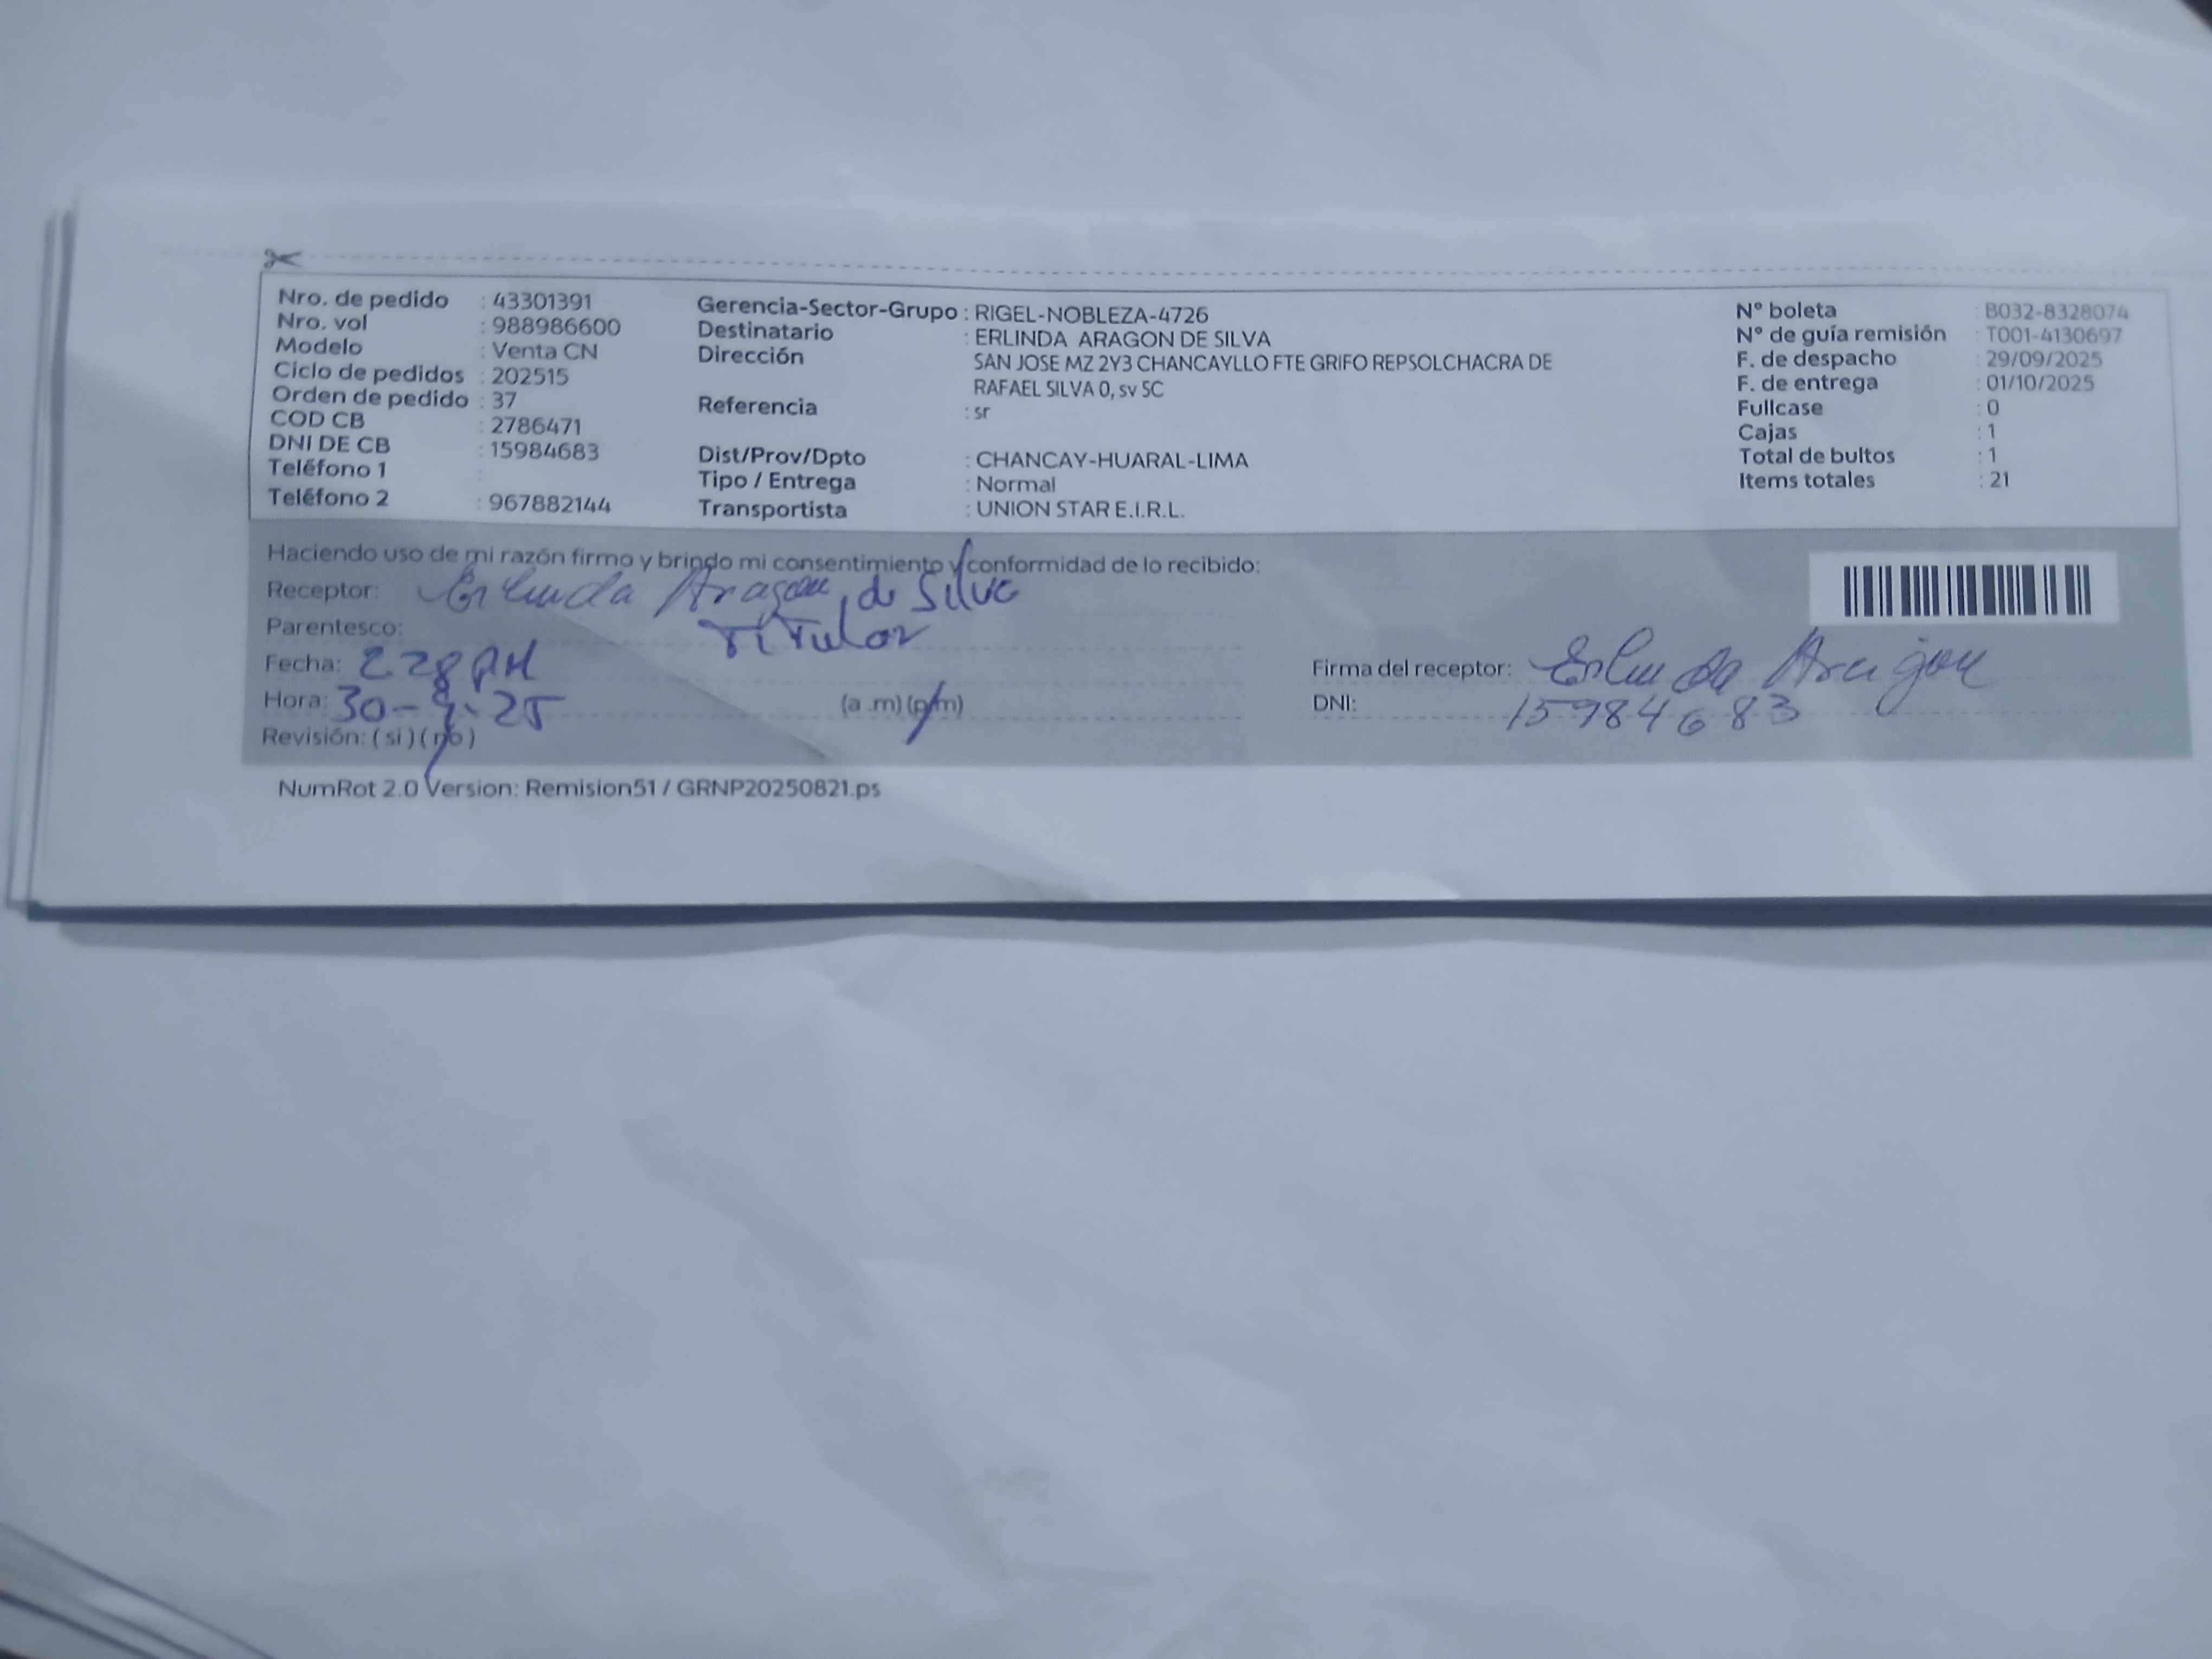 Nro. de pedido : 43301391
Nro. vol : 988986600
Modelo : Venta CN
Ciclo de pedidos : 202515
Orden de pedido : 37
COD CB : 2786471
DNI DE CB : 15984683
Teléfono 1 :
Teléfono 2 : 967882144
Gerencia-Sector-Grupo : RIGEL-NOBLEZA-4726
Destinatario : ERLINDA ARAGON DE SILVA
Dirección SAN JOSE MZ 2Y3 CHANCAYLLO FTE GRIFO REPSOLCHACRA DE
RAFAEL SILVA 0, sv SC
Referencia : sr
Dist/Prov/Dpto : CHANCAY-HUARAL-LIMA
Tipo / Entrega : Normal
Transportista : UNION STAR E.I.R.L.
N° boleta : B032-8328074
N° de guía remisión : T001-4130697
F. de despacho : 29/09/2025
F. de entrega : 01/10/2025
Fullcase : 0
Cajas : 1
Total de bultos : 1
Items totales : 21
Haciendo uso de mi razón firmo y brindo mi consentimiento y conformidad de lo recibido:
Receptor: Erlinda Aragon de Silva
Parentesco: Titular
Fecha: 2 28 PM
Hora: 30-9-25 (a .m) (p.m)
Revisión: ( si ) ( no )
Firma del receptor: Erlinda Aragon
DNI: 15984683
NumRot 2.0 Version: Remision51 / GRNP20250821.ps